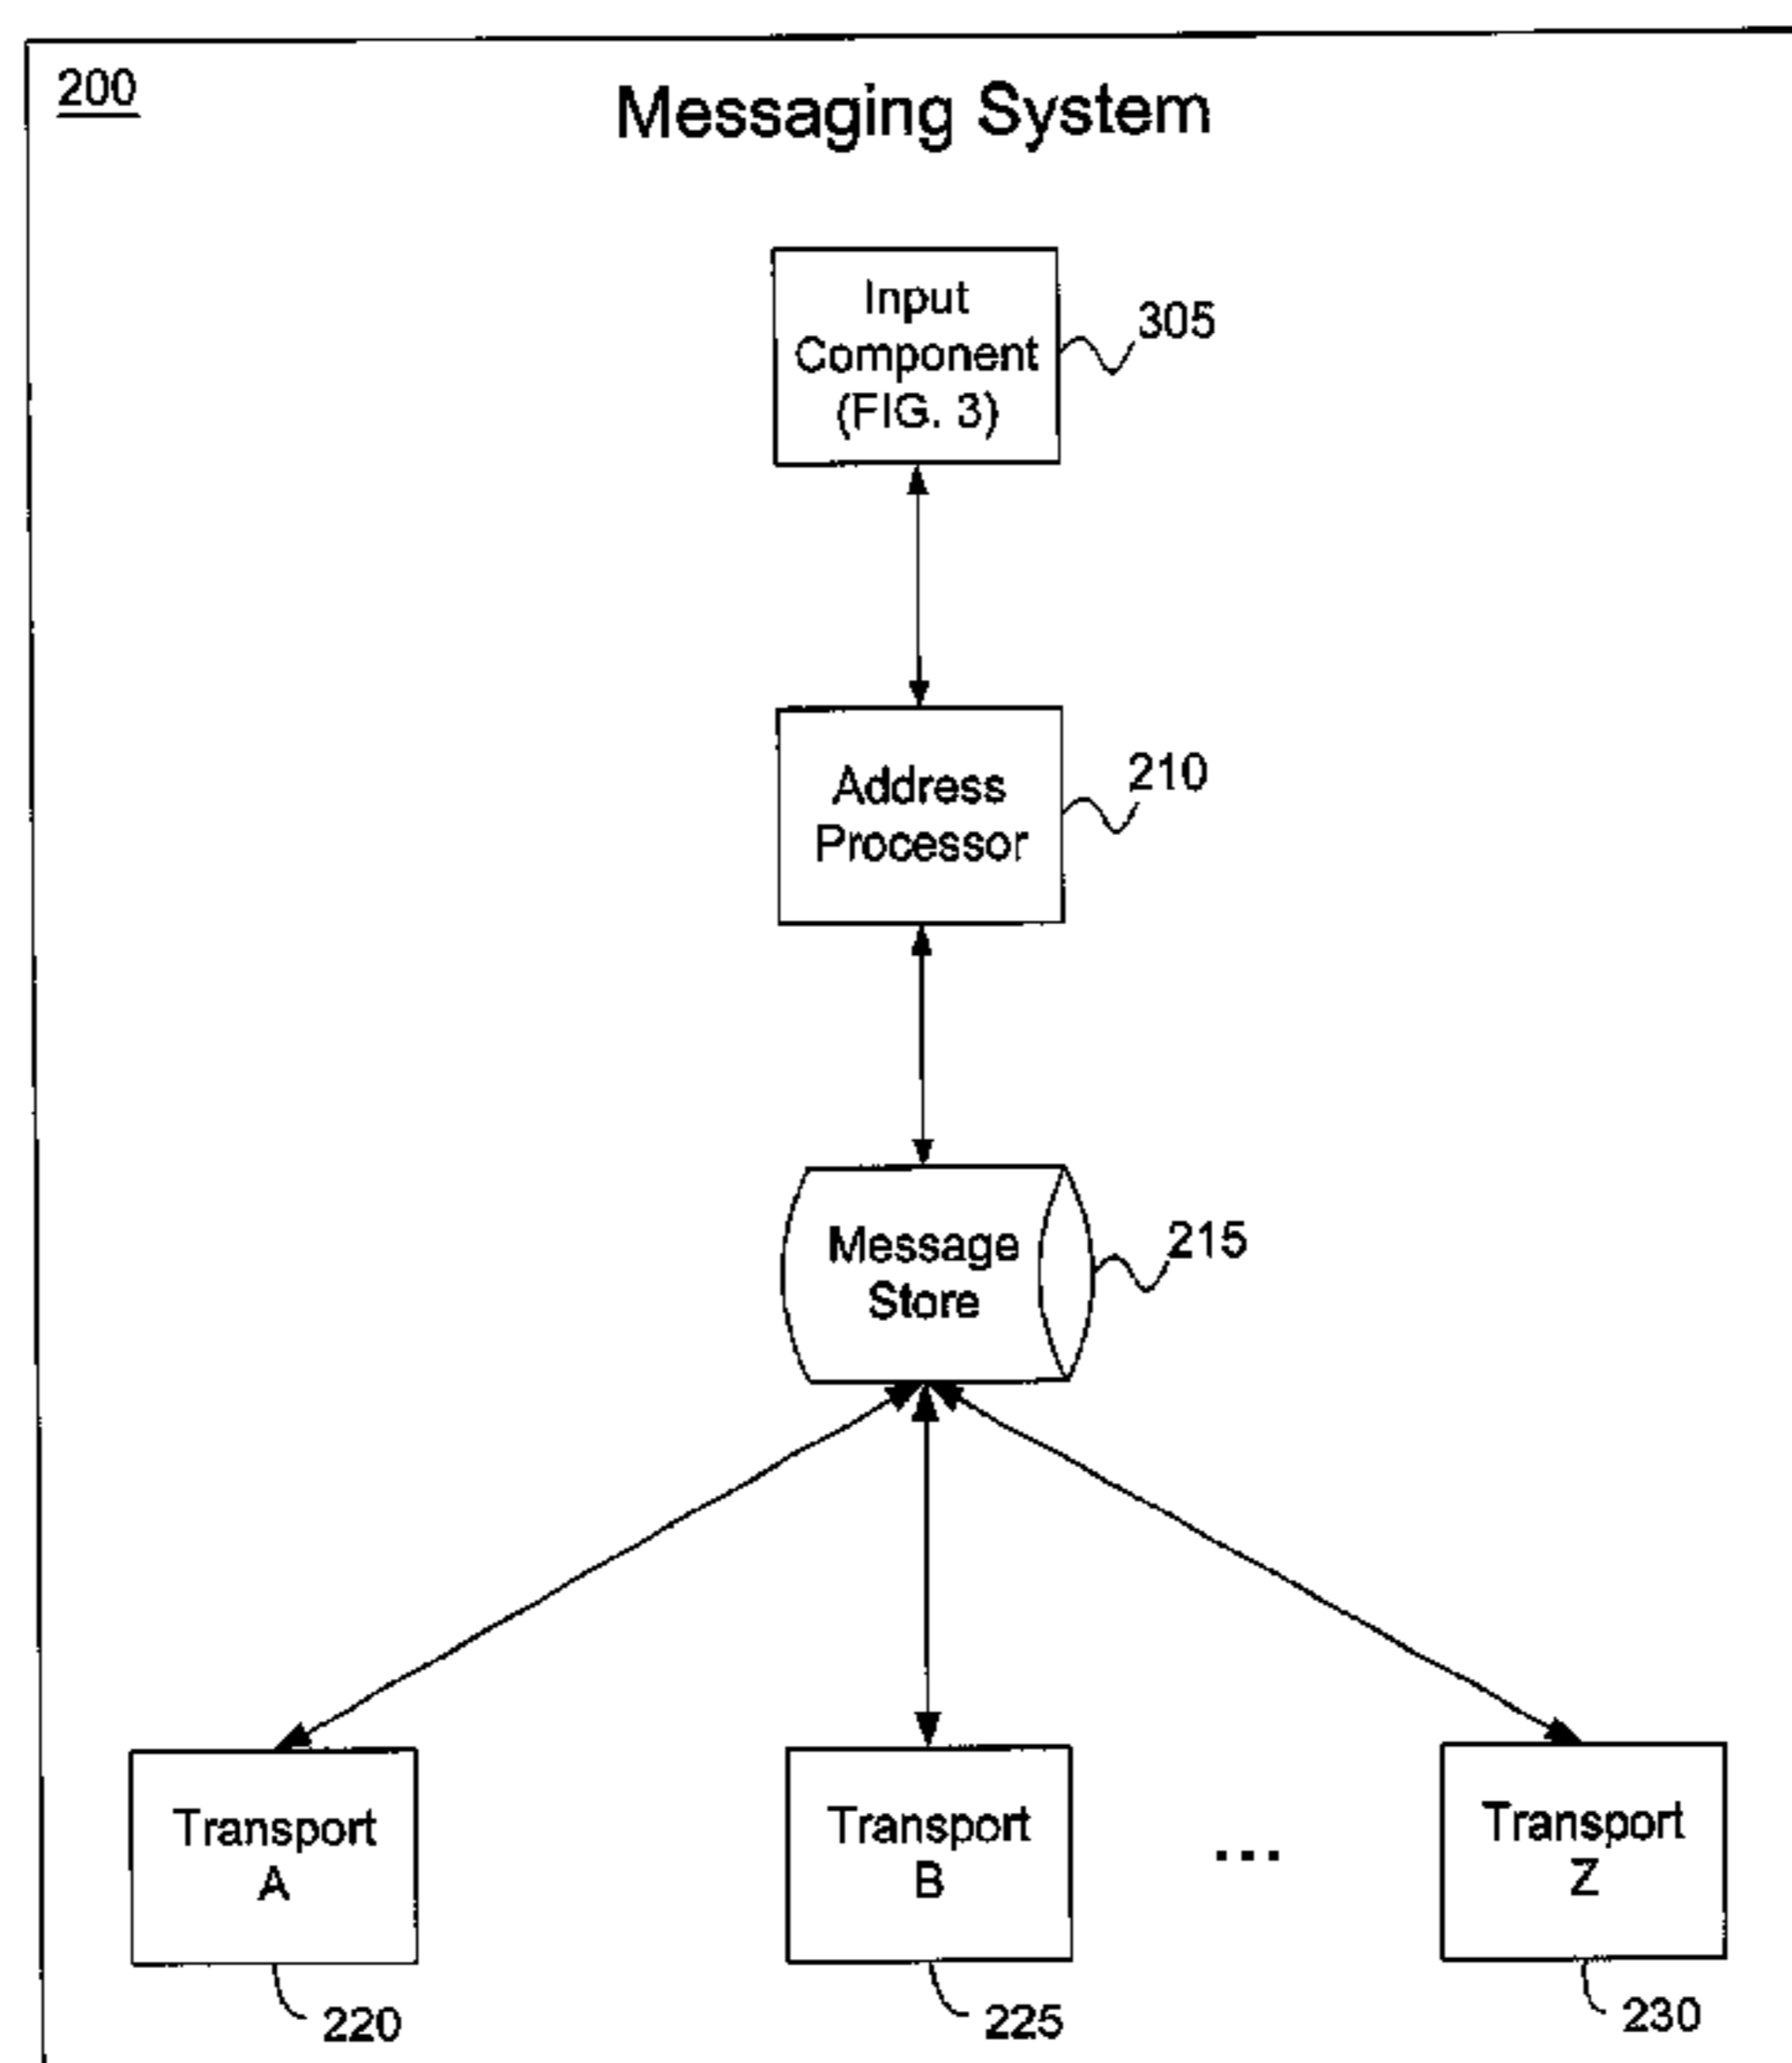 200
Messaging System
Input
Component
(FIG. 3)
305
Address
Processor
210
Message
Store
215
Transport
A
220
Transport
B
225
...
Transport
Z
230